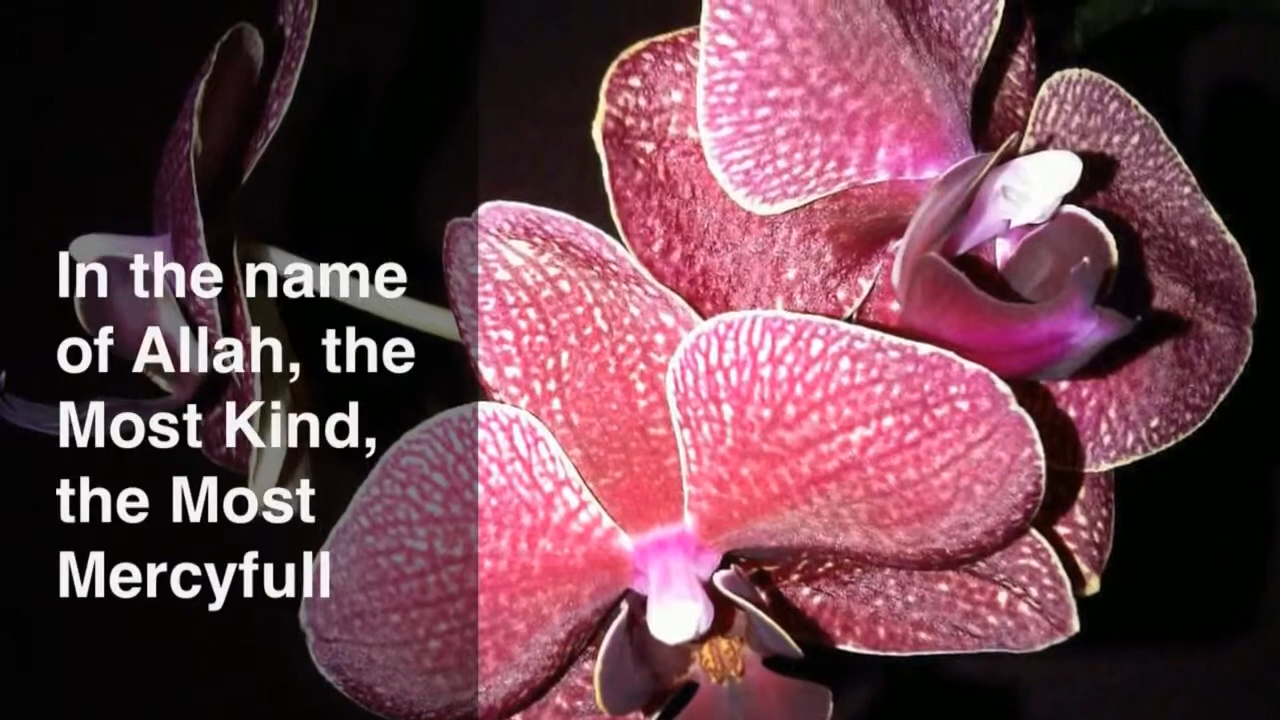 In the name
of Allah, the
Most Kind,
the Most
Mercyfull